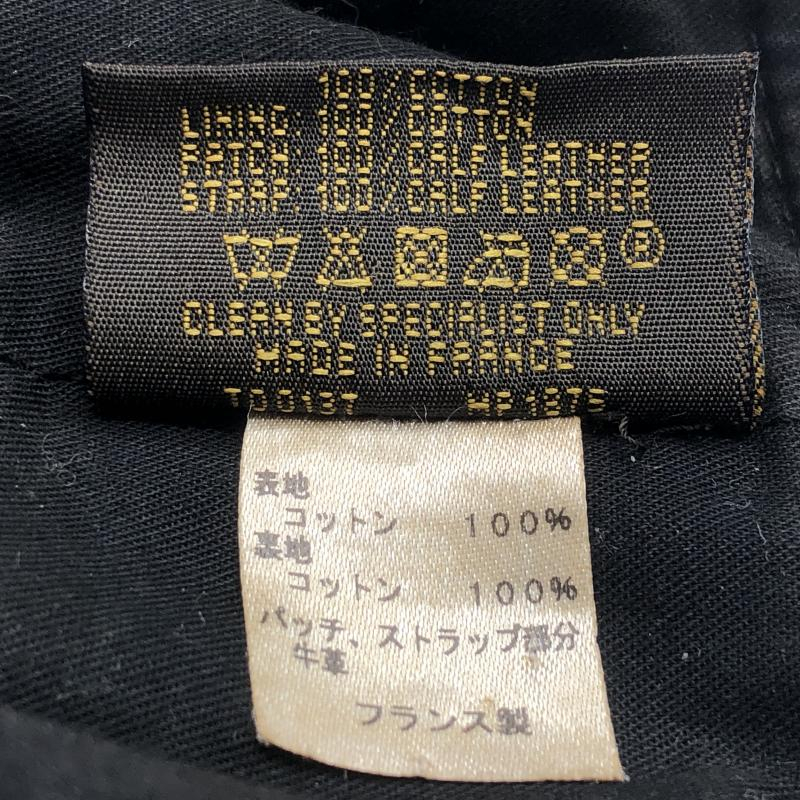 100% COTTON
LINING: 100% COTTON
PATCH: 100% CALF LEATHER
STRAP: 100% CALF LEATHER
CLEAN BY SPECIALIST ONLY
MADE IN FRANCE
表地
コットン 100%
裏地
コットン 100%
パッチ、ストラップ部分
牛革
フランス製